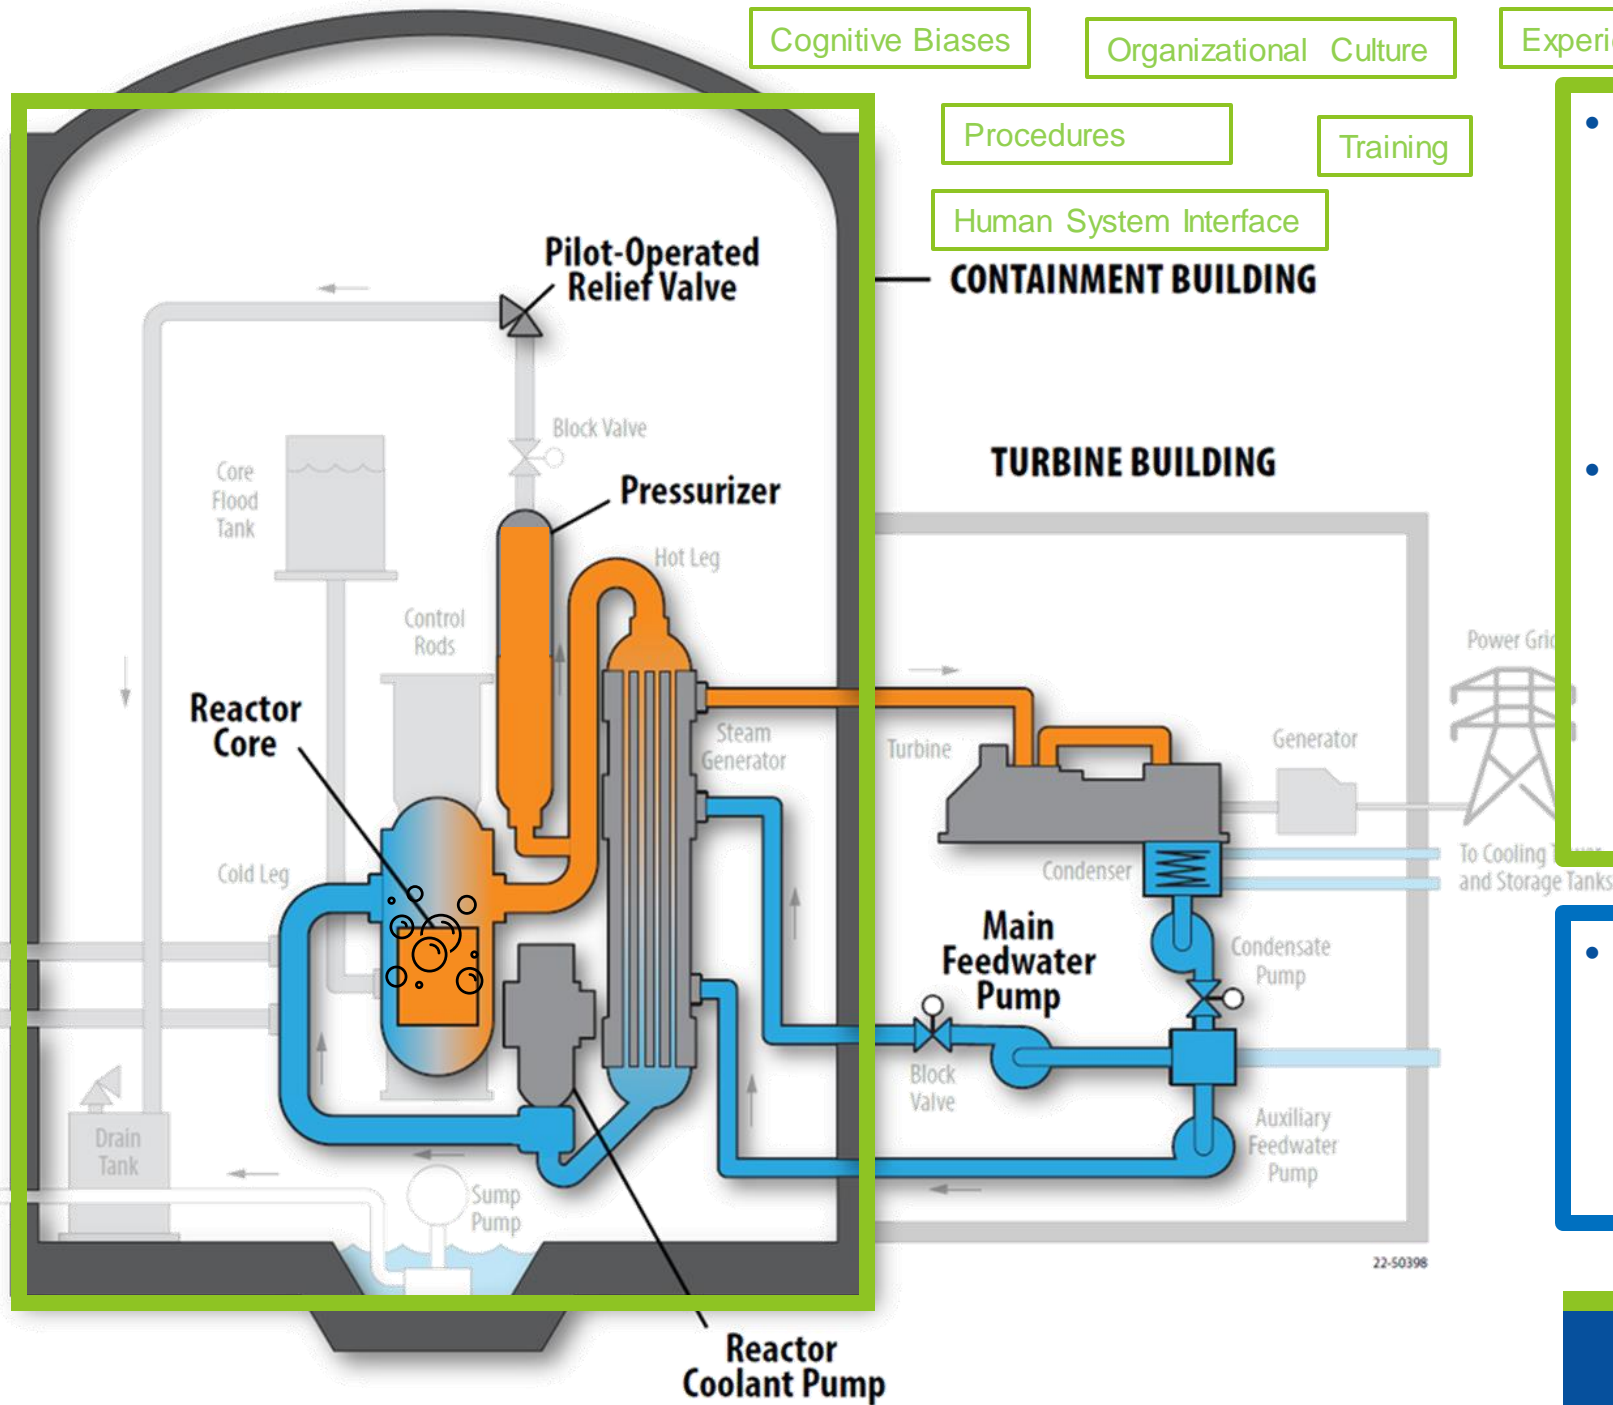 Cognitive Biases
Organizational Culture
Procedures
Training
Human System Interface
Pilot-Operated
Relief Valve
CONTAINMENT BUILDING
Block Valve
Core
Flood
Tank
Pressurizer
TURBINE BUILDING
Hot Leg
Control
Rods
Power Grid
Reactor
Core
Steam
Generator
Turbine
Generator
Cold Leg
Condenser
To Cooling Tower
and Storage Tanks
Main
Feedwater
Pump
Condensate
Pump
Block
Valve
Auxiliary
Feedwater
Pump
Drain
Tank
Sump
Pump
22-50398
Reactor
Coolant Pump